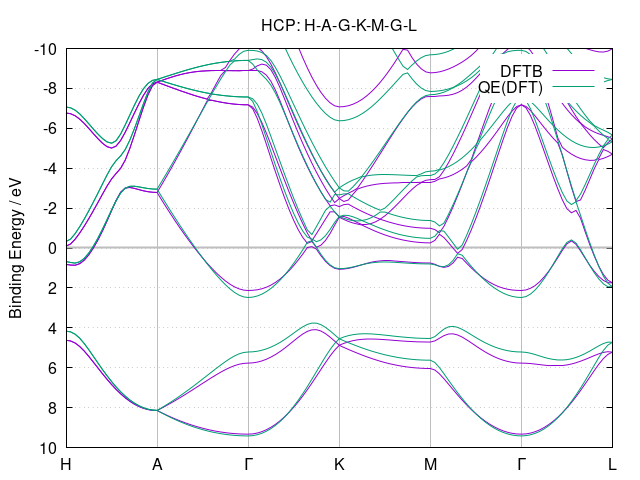 HCP: H-A-G-K-M-G-L
-10
DFTB
-8
QE(DFT)
-6
-4
-2
0
2
4
6
8
10
Binding Energy / eV
H A Γ K M Γ L